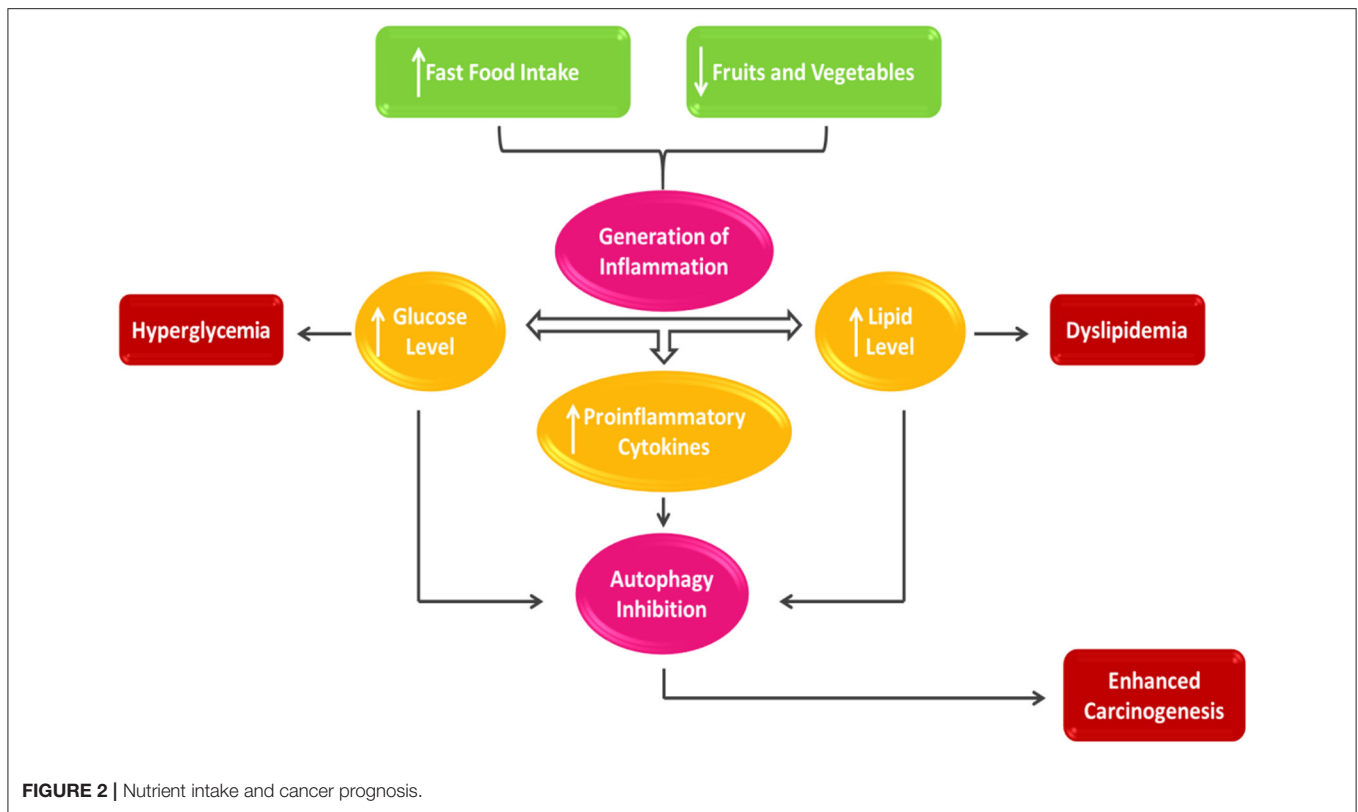 Fast Food Intake
Fruits and Vegetables
Generation of
Inflammation
Glucose
Level
Lipid
Level
Hyperglycemia
Dyslipidemia
Proinflammatory
Cytokines
Autophagy
Inhibition
Enhanced
Carcinogenesis
FIGURE 2 | Nutrient intake and cancer prognosis.